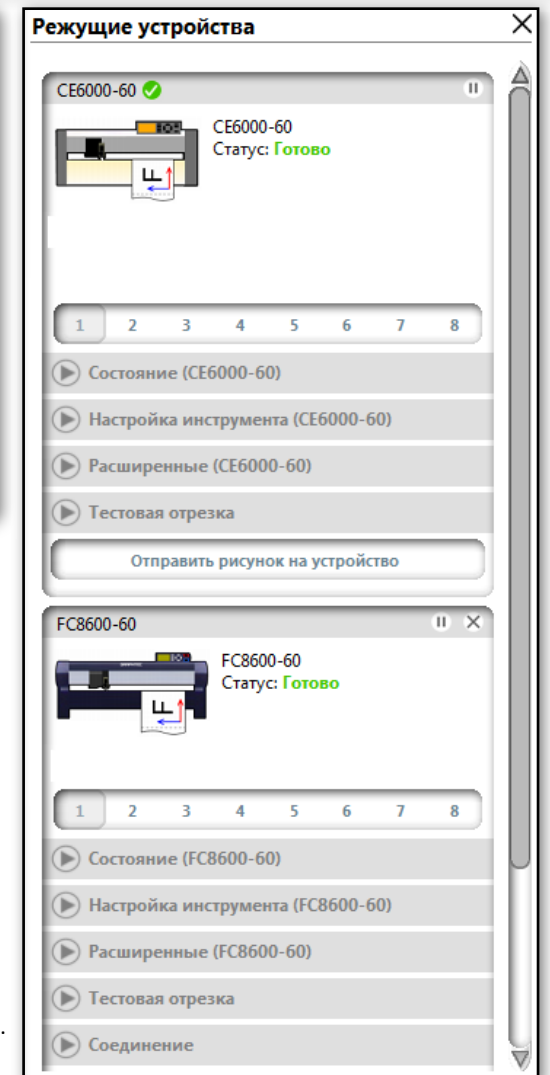 Режущие устройства
CE6000-60
CE6000-60
Статус: Готово
F
1 2 3 4 5 6 7 8
Состояние (CE6000-60)
Настройка инструмента (CE6000-60)
Расширенные (CE6000-60)
Тестовая отрезка
Отправить рисунок на устройство
FC8600-60
FC8600-60
Статус: Готово
F
1 2 3 4 5 6 7 8
Состояние (FC8600-60)
Настройка инструмента (FC8600-60)
Расширенные (FC8600-60)
Тестовая отрезка
Соединение